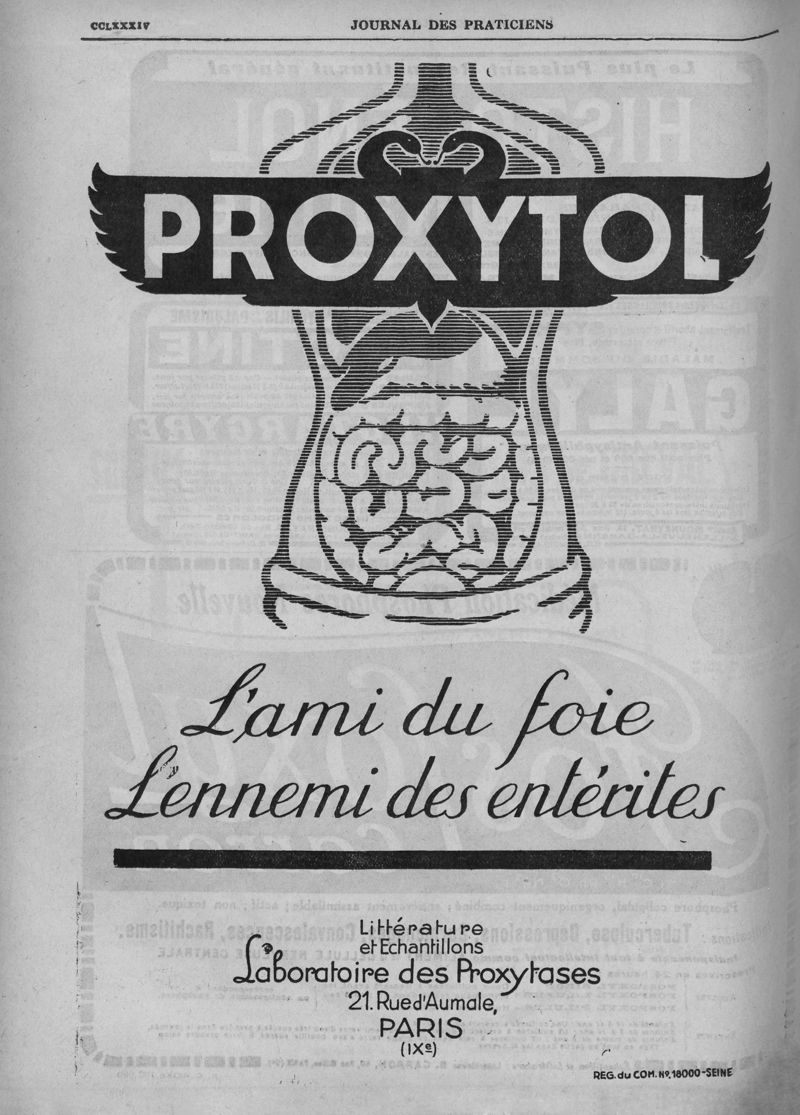 CCLXXXIV
JOURNAL DES PRATICIENS
PROXYTOL
L'ami du foie
L'ennemi des entérites
Littérature
et Echantillons
Laboratoire des Proxytases
21. Rue d'Aumale,
PARIS
(IXe)
REG. du COM. No. 18000-SEINE